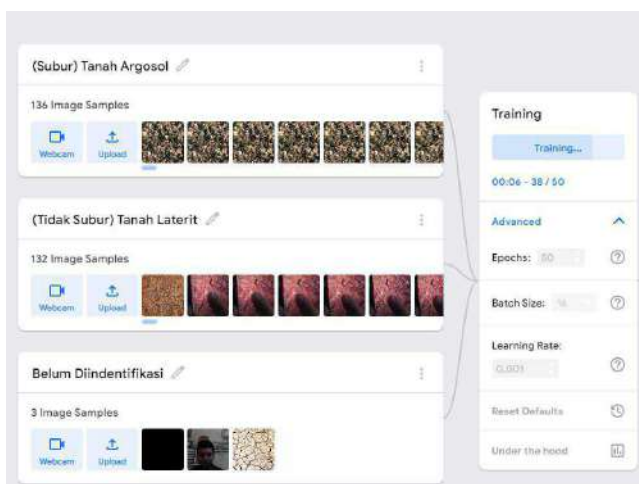 (Subur) Tanah Argosol
136 Image Samples
Webcam
Upload
(Tidak Subur) Tanah Laterit
132 Image Samples
Webcam
Upload
Belum Diindentifikasi
3 Image Samples
Webcam
Upload
Training
Training...
00:06 - 38 / 50
Advanced
Epochs: 50
Batch Size: 16
Learning Rate:
0.001
Reset Defaults
Under the hood